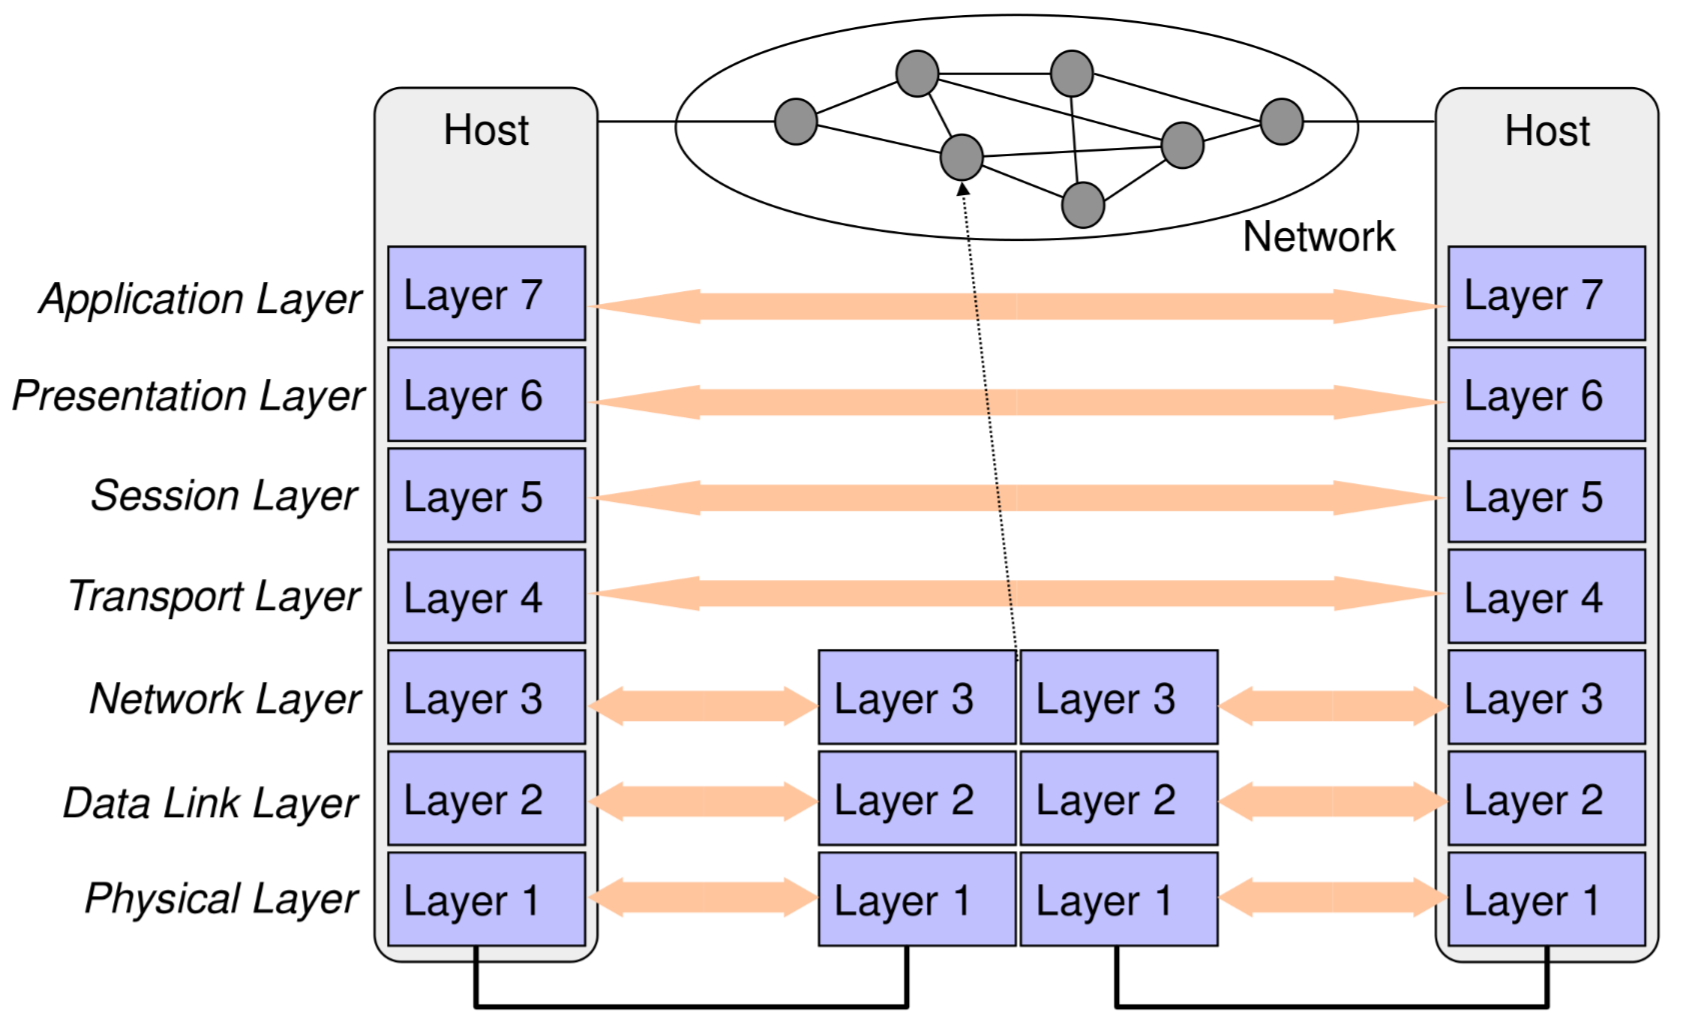 Host
Host
Network
Application Layer
Layer 7
Layer 7
Presentation Layer
Layer 6
Layer 6
Session Layer
Layer 5
Layer 5
Transport Layer
Layer 4
Layer 4
Network Layer
Layer 3
Layer 3
Layer 3
Layer 3
Data Link Layer
Layer 2
Layer 2
Layer 2
Layer 2
Physical Layer
Layer 1
Layer 1
Layer 1
Layer 1